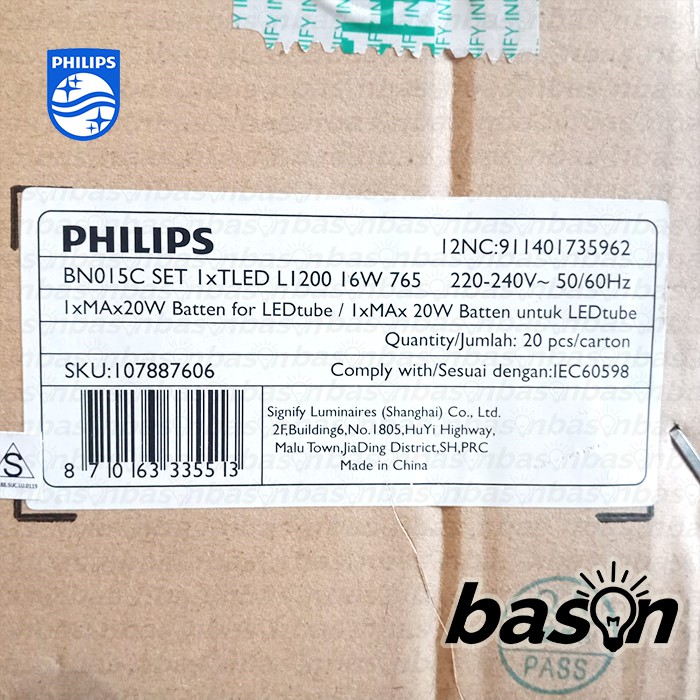 PHILIPS
PHILIPS
12NC:911401735962
BN015C SET 1xTLED L1200 16W 765 220-240V~ 50/60Hz
1xMAx20W Batten for LEDtube / 1xMAx 20W Batten untuk LEDtube
Quantity/Jumlah: 20 pcs/carton
SKU:107887606
Comply with/Sesuai dengan:IEC60598
Signify Luminaires (Shanghai) Co., Ltd.
2F,Building6,No.1805,HuYi Highway,
Malu Town,JiaDing District,SH,PRC
Made in China
8 710163 335513
S
bason
PASS